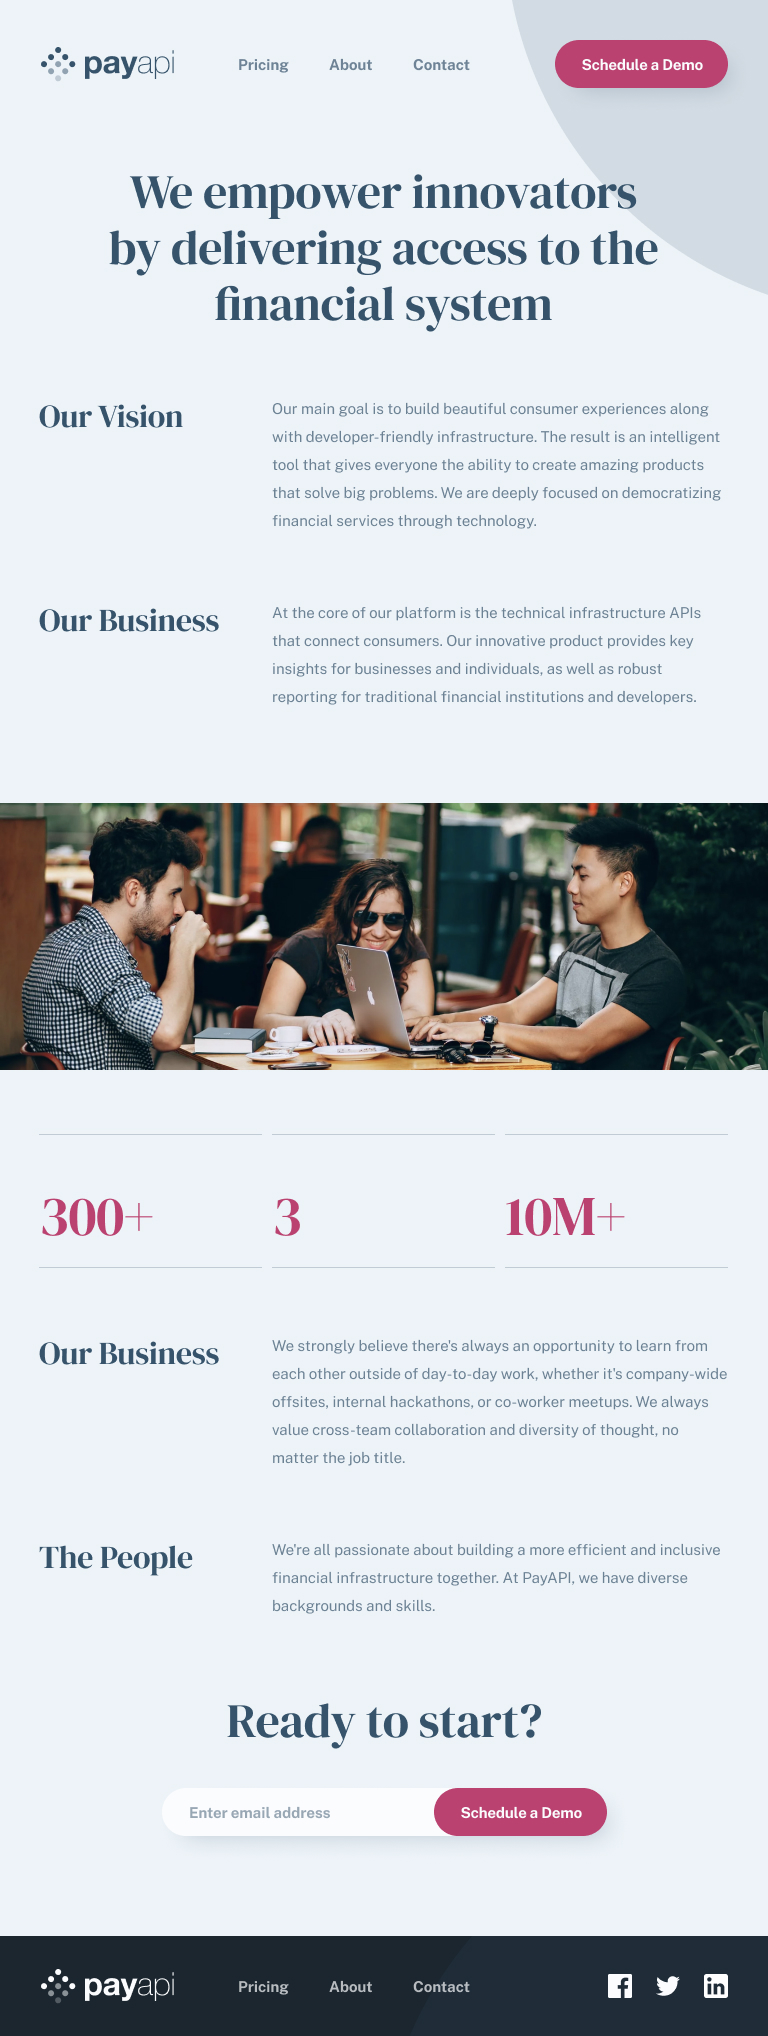 payapi
Pricing
About
Contact
Schedule a Demo
We empower innovators
by delivering access to the
financial system
Our Vision
Our main goal is to build beautiful consumer experiences along
with developer-friendly infrastructure. The result is an intelligent
tool that gives everyone the ability to create amazing products
that solve big problems. We are deeply focused on democratizing
financial services through technology.
Our Business
At the core of our platform is the technical infrastructure APIs
that connect consumers. Our innovative product provides key
insights for businesses and individuals, as well as robust
reporting for traditional financial institutions and developers.
300+
3
10M+
Our Business
We strongly believe there's always an opportunity to learn from
each other outside of day-to-day work, whether it's company-wide
offsites, internal hackathons, or co-worker meetups. We always
value cross-team collaboration and diversity of thought, no
matter the job title.
The People
We're all passionate about building a more efficient and inclusive
financial infrastructure together. At PayAPI, we have diverse
backgrounds and skills.
Ready to start?
Enter email address
Schedule a Demo
payapi
Pricing
About
Contact